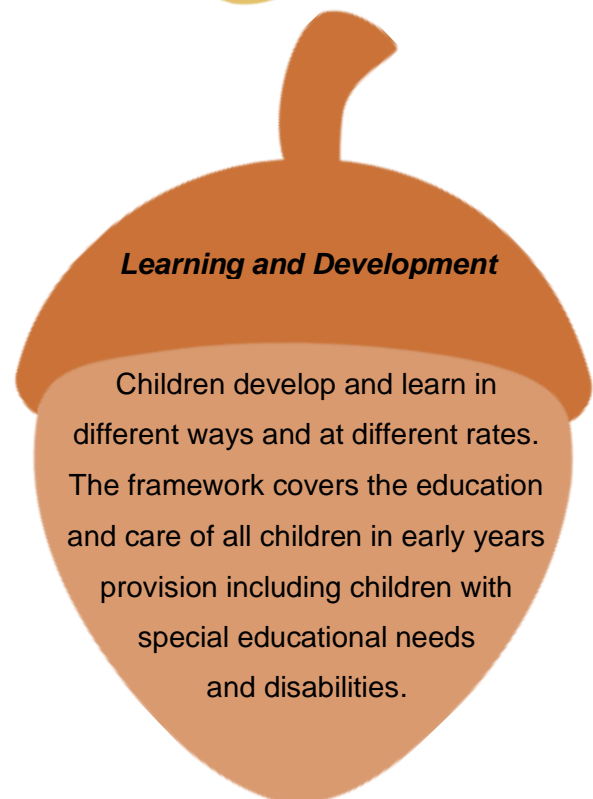 Learning and Development
Children develop and learn in
different ways and at different rates.
The framework covers the education
and care of all children in early years
provision including children with
special educational needs
and disabilities.